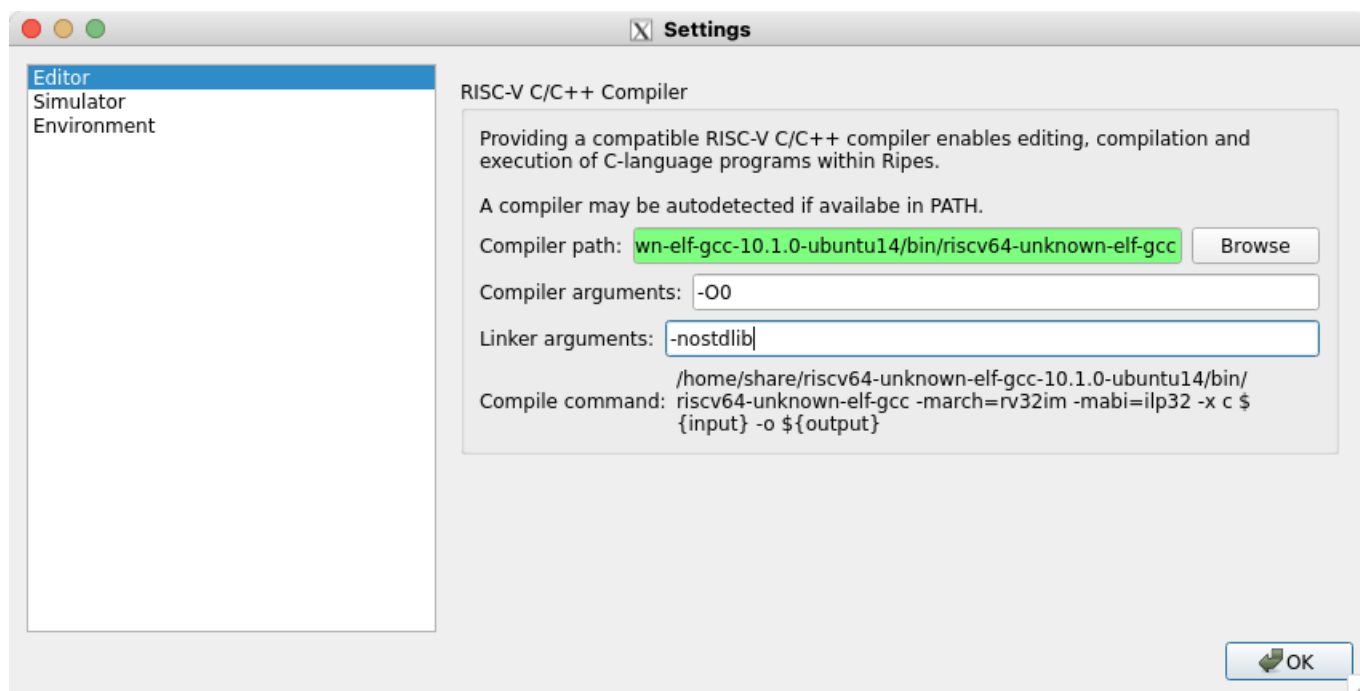 Settings
Editor
Simulator
Environment
RISC-V C/C++ Compiler
Providing a compatible RISC-V C/C++ compiler enables editing, compilation and
execution of C-language programs within Ripes.
A compiler may be autodetected if availabe in PATH.
Compiler path: wn-elf-gcc-10.1.0-ubuntu14/bin/riscv64-unknown-elf-gcc Browse
Compiler arguments: -O0
Linker arguments: -nostdlib
Compile command: /home/share/riscv64-unknown-elf-gcc-10.1.0-ubuntu14/bin/
riscv64-unknown-elf-gcc -march=rv32im -mabi=ilp32 -x c $
{input} -o ${output}
OK